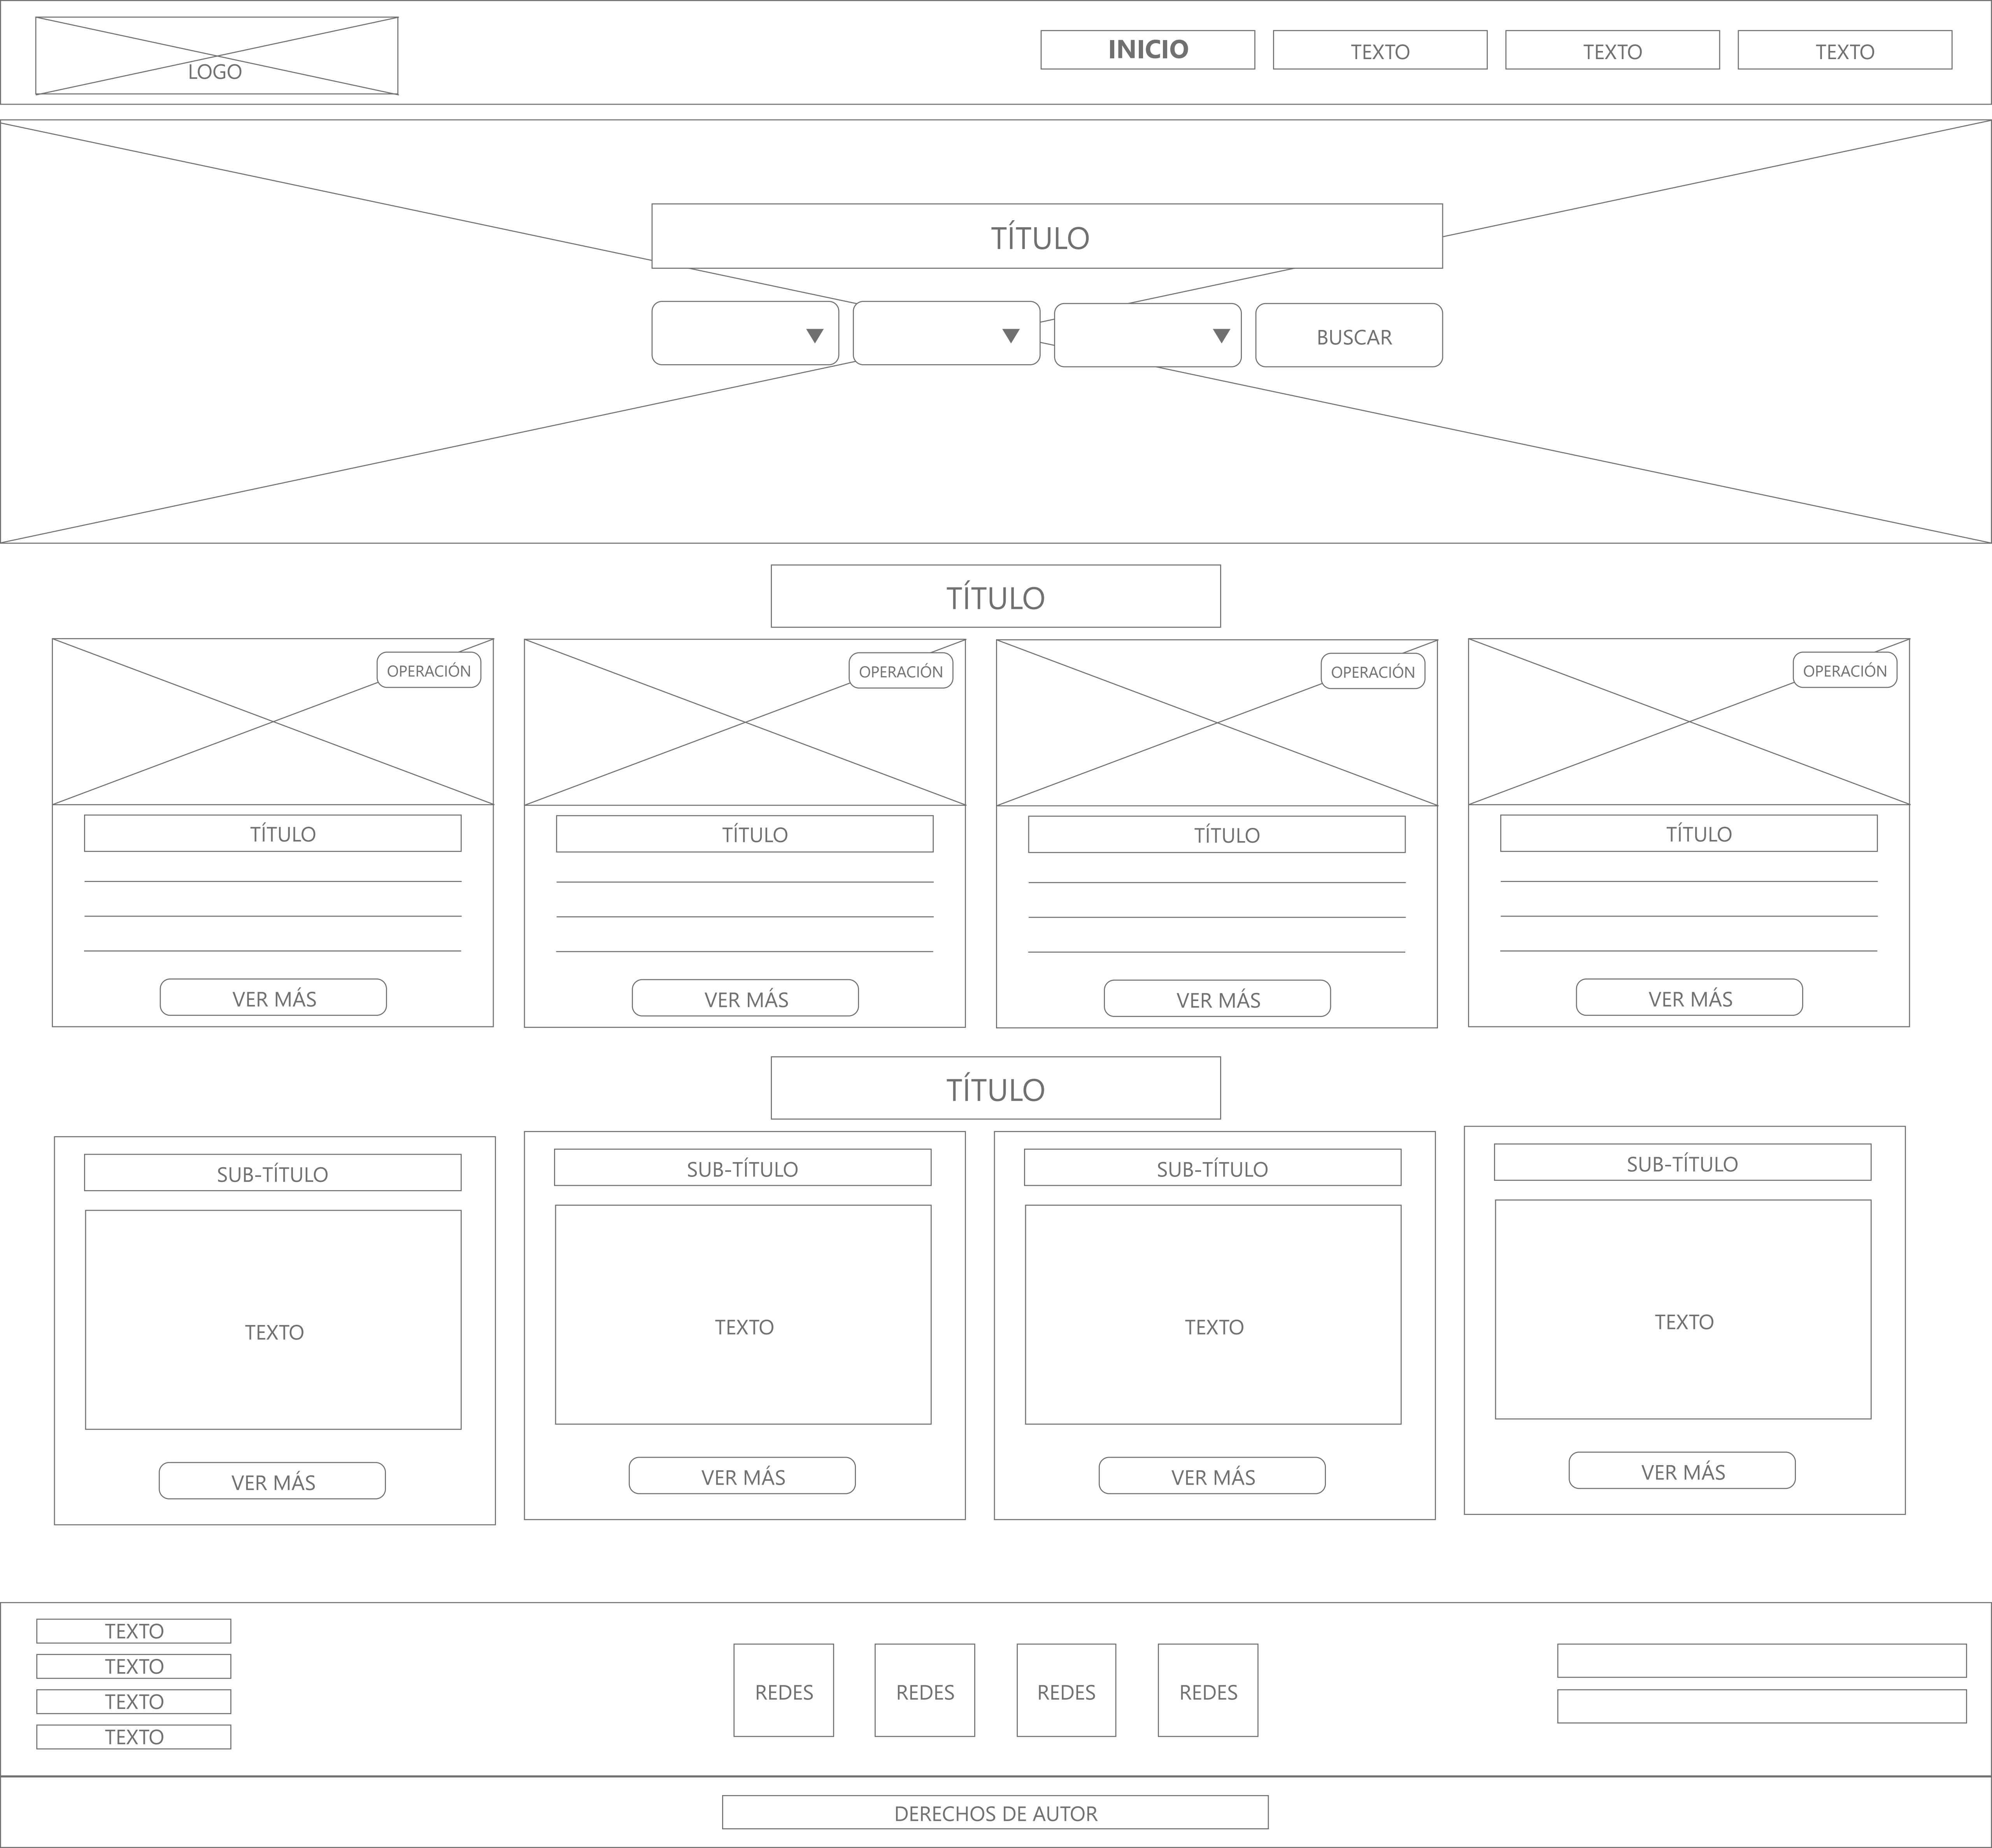 LOGO
INICIO
TEXTO
TEXTO
TEXTO
TÍTULO
BUSCAR
TÍTULO
OPERACIÓN
OPERACIÓN
OPERACIÓN
OPERACIÓN
TÍTULO
TÍTULO
TÍTULO
TÍTULO
VER MÁS
VER MÁS
VER MÁS
VER MÁS
TÍTULO
SUB-TÍTULO
SUB-TÍTULO
SUB-TÍTULO
SUB-TÍTULO
TEXTO
TEXTO
TEXTO
TEXTO
VER MÁS
VER MÁS
VER MÁS
VER MÁS
TEXTO
TEXTO
TEXTO
TEXTO
REDES
REDES
REDES
REDES
DERECHOS DE AUTOR